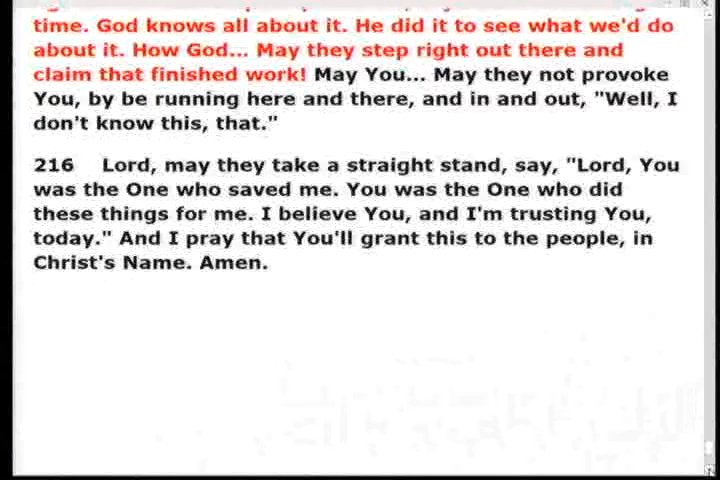 time. God knows all about it. He did it to see what we'd do
about it. How God... May they step right out there and
claim that finished work! May You... May they not provoke
You, by be running here and there, and in and out, "Well, I
don't know this, that."
216 Lord, may they take a straight stand, say, "Lord, You
was the One who saved me. You was the One who did
these things for me. I believe You, and I'm trusting You,
today." And I pray that You'll grant this to the people, in
Christ's Name. Amen.